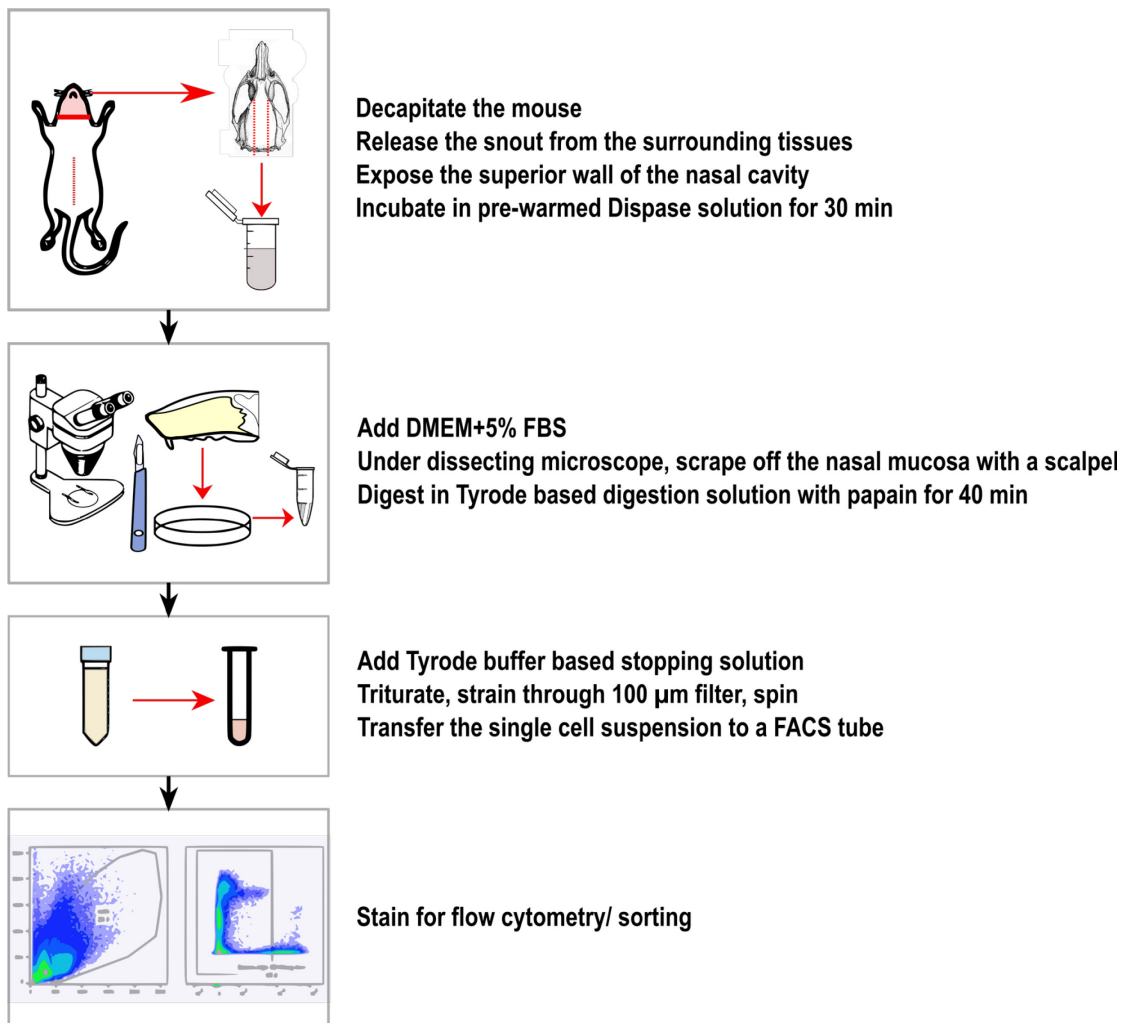 Decapitate the mouse
Release the snout from the surrounding tissues
Expose the superior wall of the nasal cavity
Incubate in pre-warmed Dispase solution for 30 min
Add DMEM+5% FBS
Under dissecting microscope, scrape off the nasal mucosa with a scalpel
Digest in Tyrode based digestion solution with papain for 40 min
Add Tyrode buffer based stopping solution
Triturate, strain through 100 µm filter, spin
Transfer the single cell suspension to a FACS tube
Stain for flow cytometry/ sorting